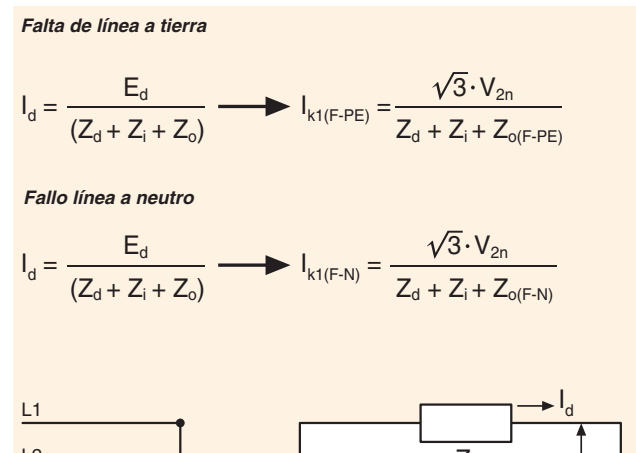 Falta de línea a tierra
I_d = E_d / (Z_d + Z_i + Z_o) → I_k1(F-PE) = √3·V_2n / Z_d + Z_i + Z_o(F-PE)
Fallo línea a neutro
I_d = E_d / (Z_d + Z_i + Z_o) → I_k1(F-N) = √3·V_2n / Z_d + Z_i + Z_o(F-N)
I_d
L1